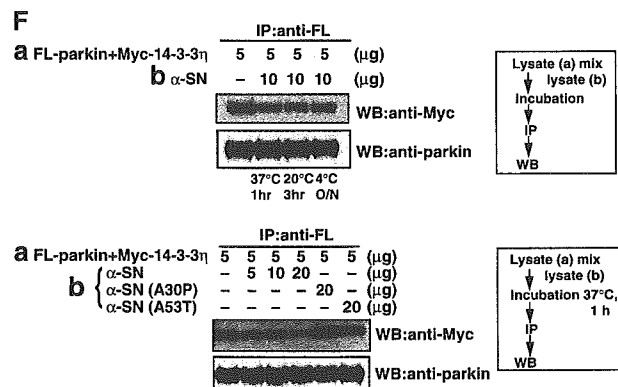 F
IP:anti-FL
a FL-parkin+Myc-14-3-3η 5 5 5 5 (μg)
b α-SN – 10 10 10 (μg)
WB:anti-Myc
WB:anti-parkin
37°C 20°C 4°C
1hr 3hr O/N
Lysate (a) mix
lysate (b)
Incubation
IP
WB
IP:anti-FL
a FL-parkin+Myc-14-3-3η 5 5 5 5 5 5 (μg)
b { α-SN – 5 10 20 – – (μg)
α-SN (A30P) – – – – 20 – (μg)
α-SN (A53T) – – – – – 20 (μg)
WB:anti-Myc
WB:anti-parkin
Lysate (a) mix
lysate (b)
Incubation 37°C,
1 h
IP
WB